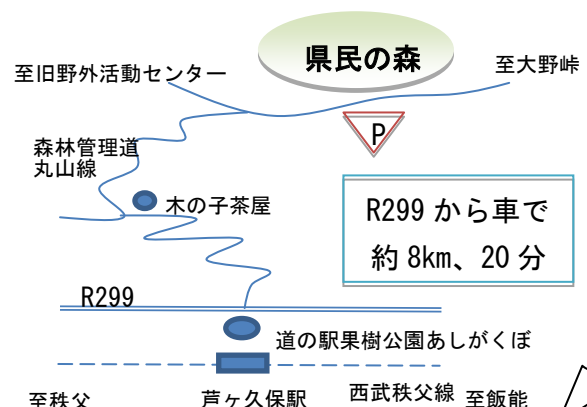 県民の森
至旧野外活動センター
至大野峠
P
森林管理道
丸山線
木の子茶屋
R299 から車で
約 8km、20 分
R299
道の駅果樹公園あしがくぼ
至秩父
芦ヶ久保駅
西武秩父線
至飯能